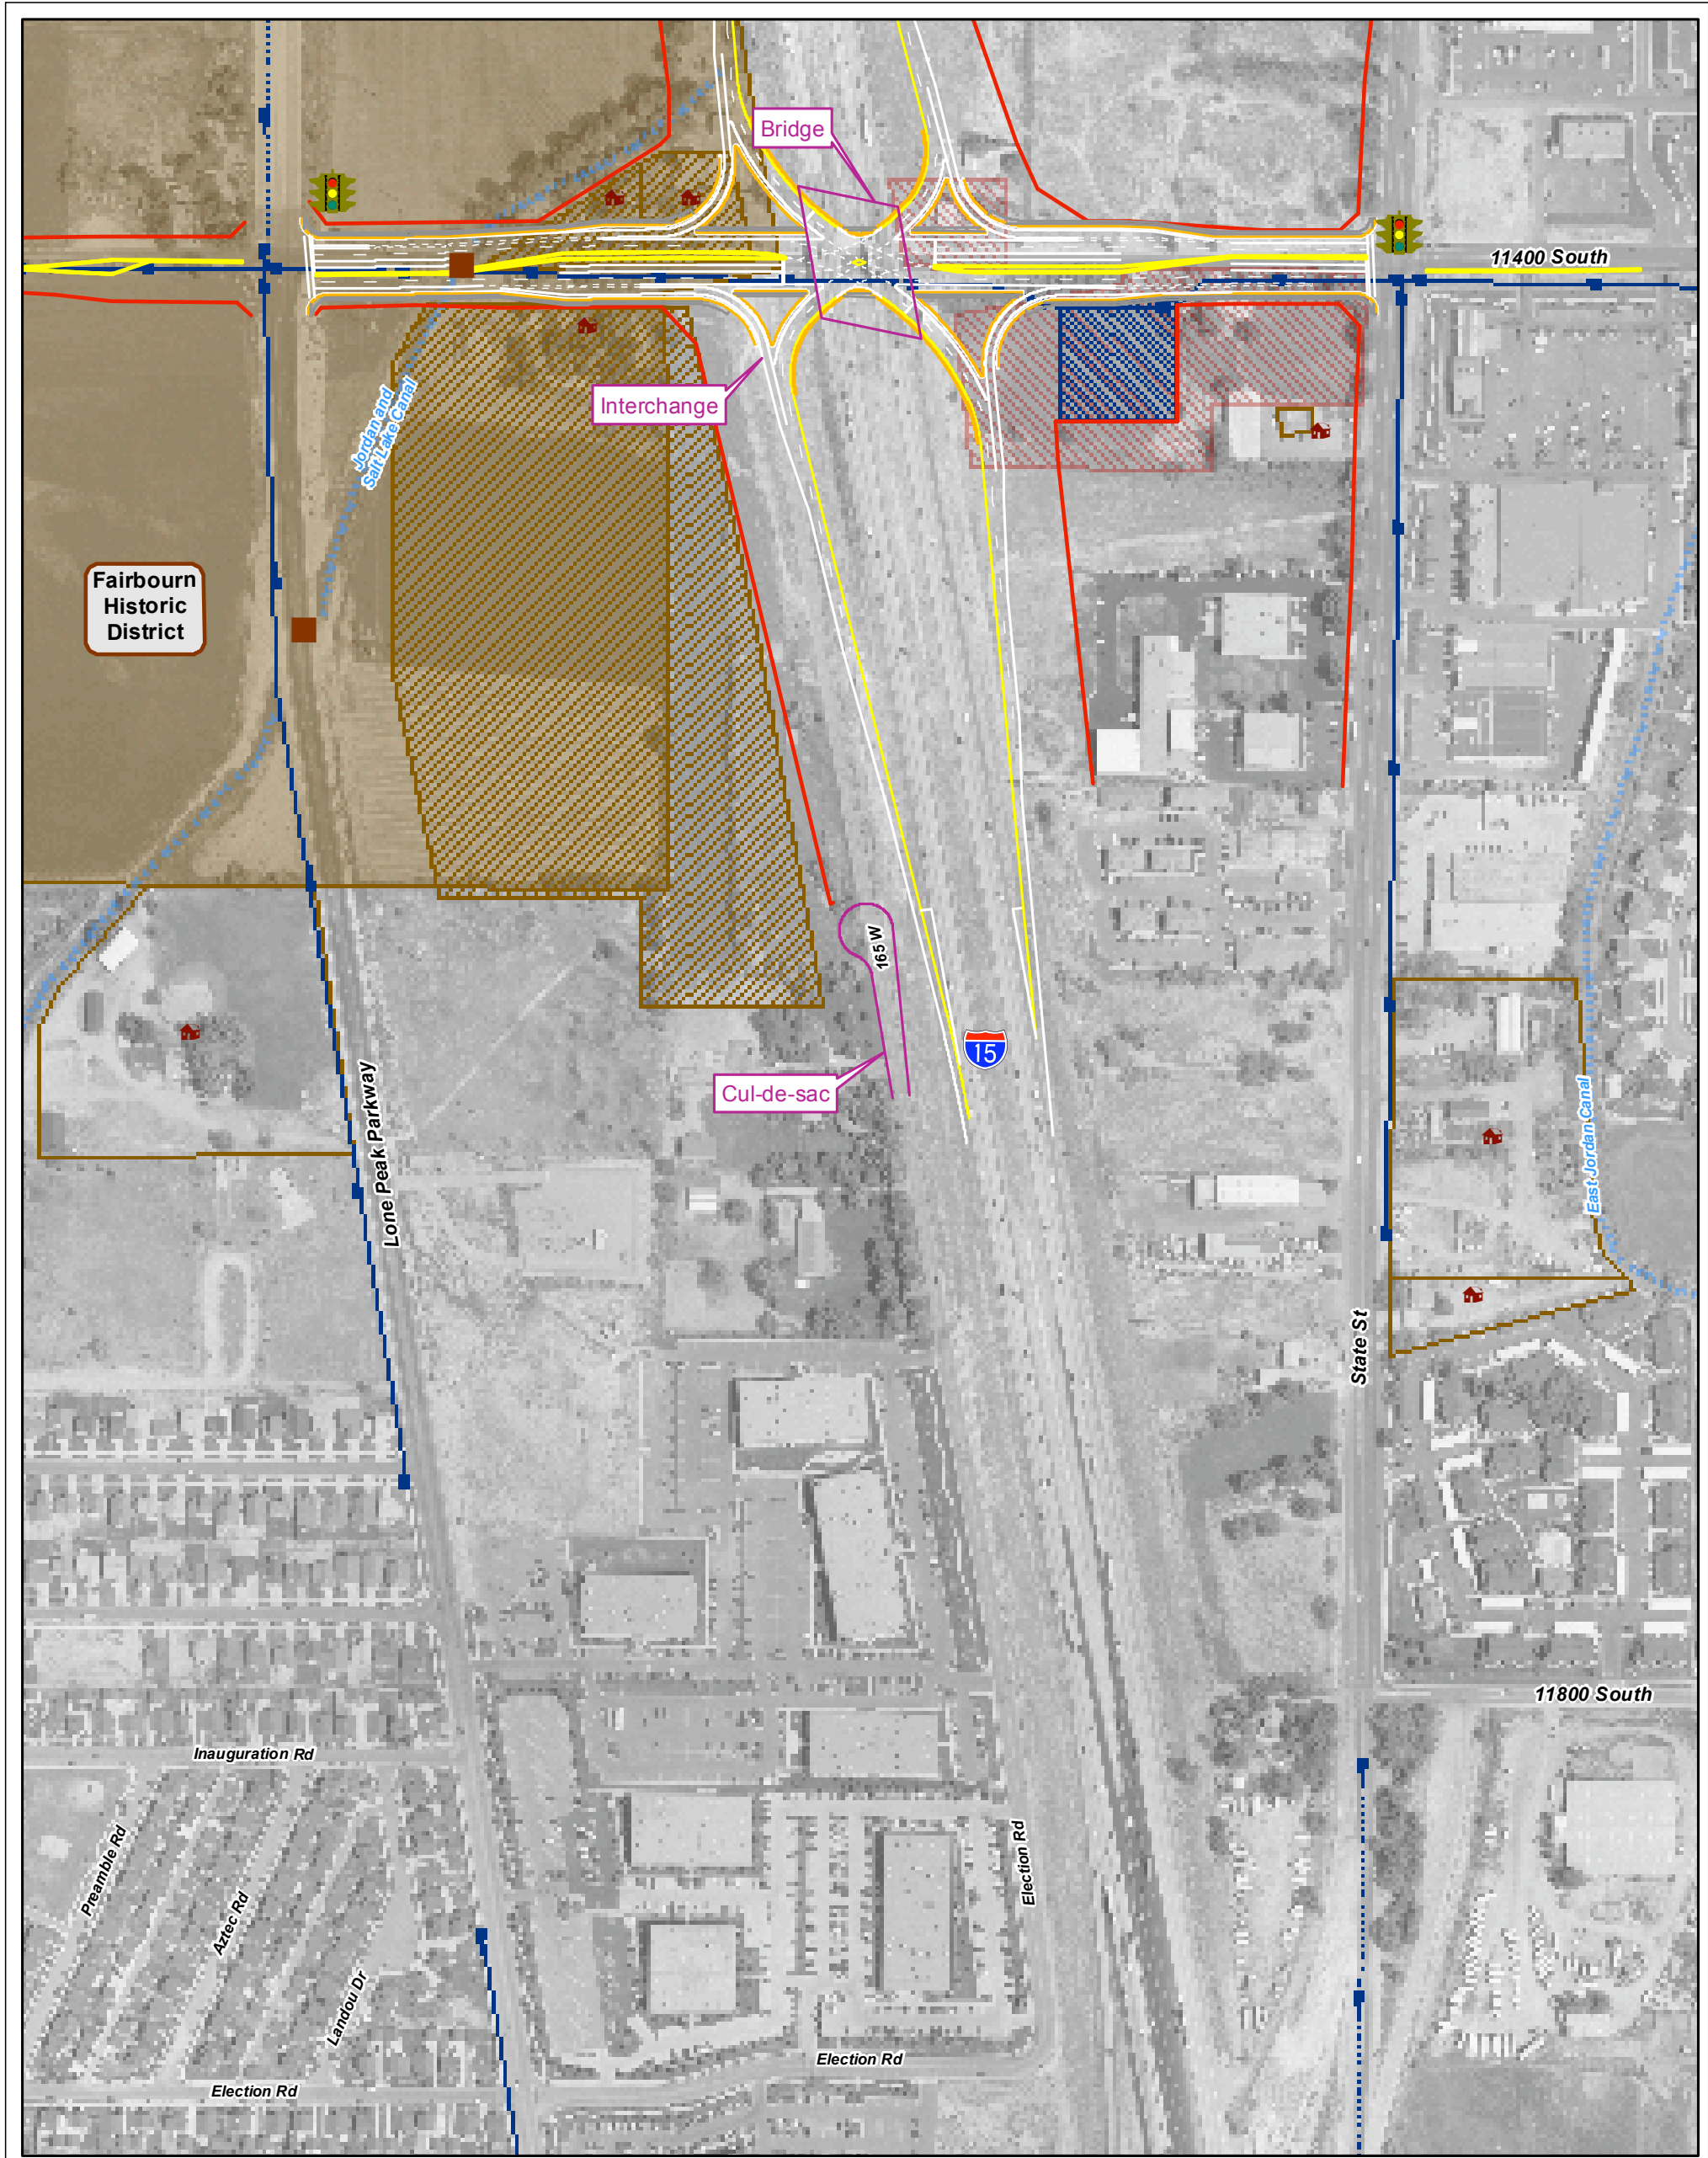 Bridge
11400 South
Interchange
Jordan and
Salt Lake Canal
Fairbourn
Historic
District
165 W
15
Cul-de-sac
Lone Peak Parkway
East Jordan Canal
State St
11800 South
Inauguration Rd
Preamble Rd
Aztec Rd
Landou Dr
Election Rd
Election Rd
Election Rd